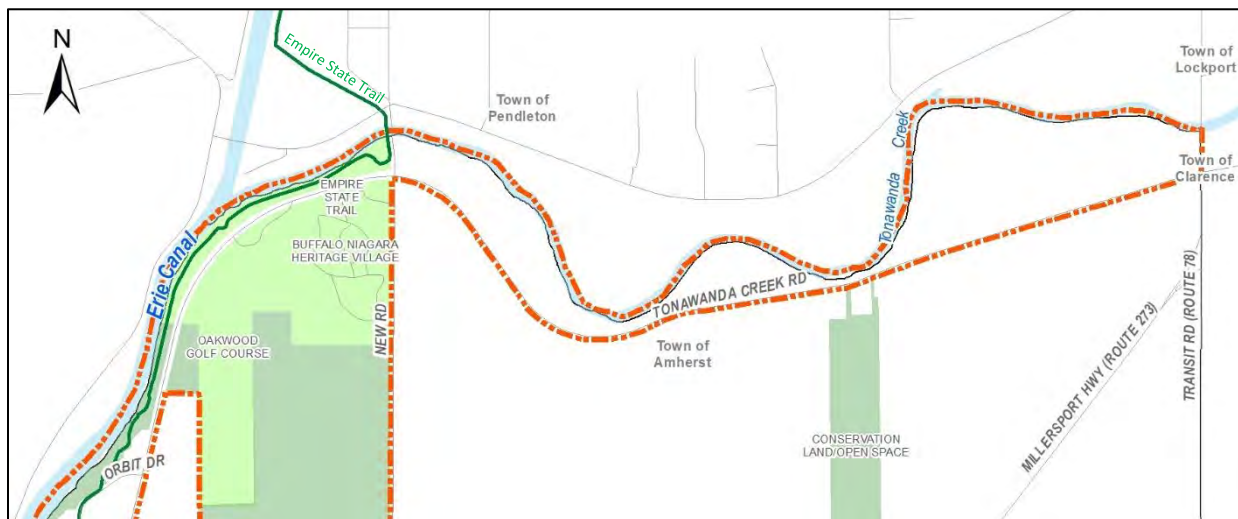 N
Empire State Trail
Town of
Pendleton
Town of
Lockport
Creek
Tonawanda
Town of
Clarence
EMPIRE
STATE
TRAIL
BUFFALO NIAGARA
HERITAGE VILLAGE
Erie Canal
TONAWANDA CREEK RD
NEW RD
OAKWOOD
GOLF COURSE
Town of
Amherst
MILLERSPORT HWY (ROUTE 273)
TRANSIT RD (ROUTE 78)
CONSERVATION
LAND/OPEN SPACE
ORBIT DR